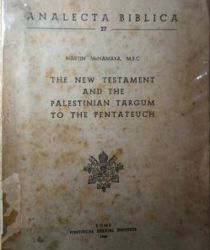 ANALECTA BIBLICA
27
MARTIN McNAMARA, M.S.C.
THE NEW TESTAMENT
AND THE
PALESTINIAN TARGUM
TO THE PENTATEUCH
ROME
PONTIFICAL BIBLICAL INSTITUTE